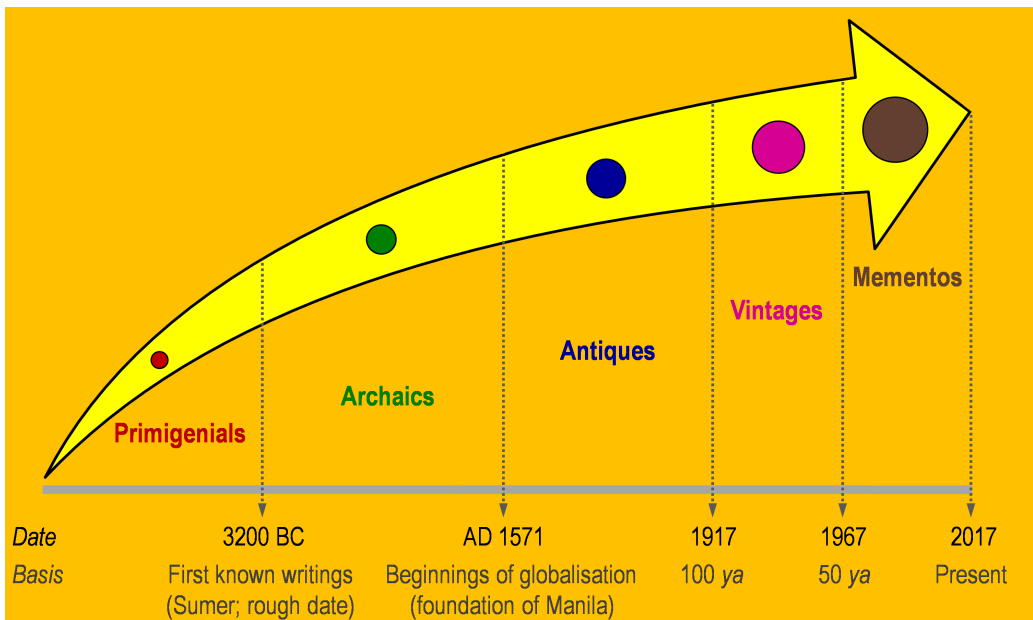 Mementos
Vintages
Antiques
Archaics
Primigenials
Date 3200 BC AD 1571 1917 1967 2017
Basis First known writings Beginnings of globalisation 100 ya 50 ya Present
(Sumer; rough date) (foundation of Manila)